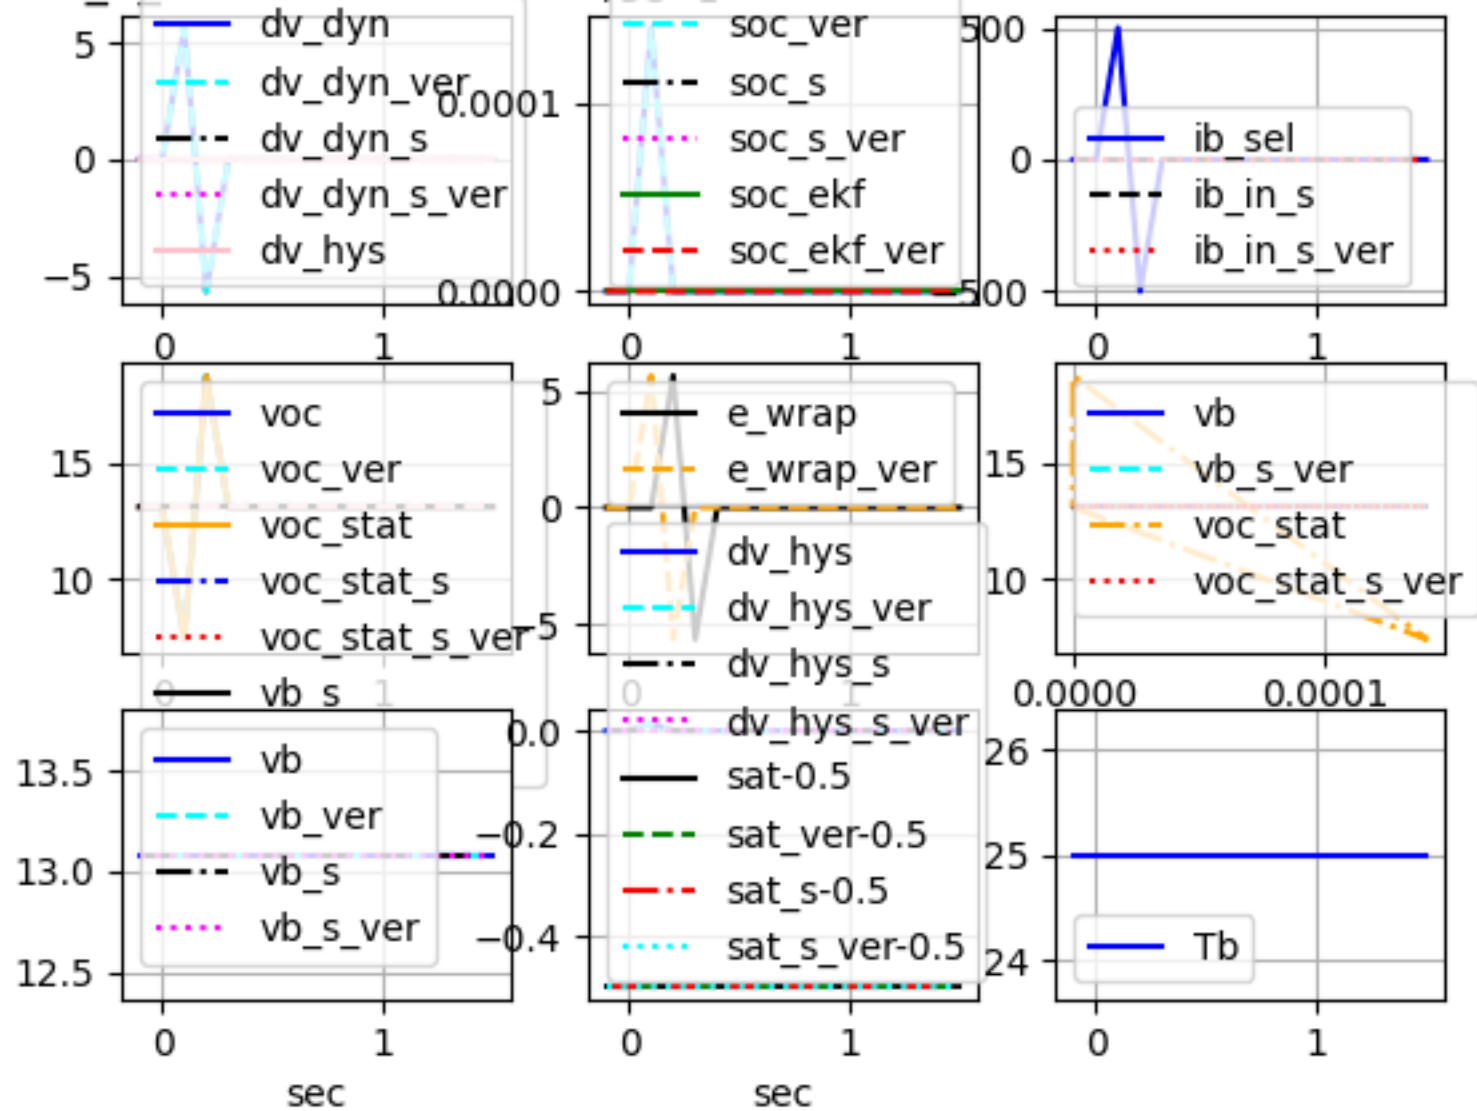 dv_dyn
dv_dyn_ver
dv_dyn_s
dv_dyn_s_ver
dv_hys
5
0
−5
0
1
soc_ver
soc_s
soc_s_ver
soc_ekf
soc_ekf_ver
0.0001
0.0000
0
1
ib_sel
ib_in_s
ib_in_s_ver
500
0
500
0
1
voc
voc_ver
voc_stat
voc_stat_s
voc_stat_s_ver
vb_s
15
10
0
1
e_wrap
e_wrap_ver
5
0
−5
0
1
vb
vb_s_ver
voc_stat
voc_stat_s_ver
15
10
0.0000
0.0001
vb
vb_ver
vb_s
vb_s_ver
13.5
13.0
12.5
0
1
sec
dv_hys
dv_hys_ver
dv_hys_s
dv_hys_s_ver
sat-0.5
sat_ver-0.5
sat_s-0.5
sat_s_ver-0.5
0.0
−0.2
−0.4
0
1
sec
26
25
24
Tb
0
1